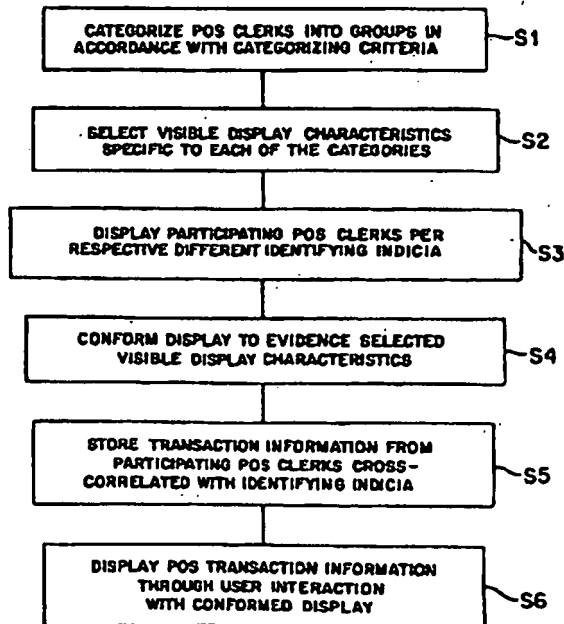 CATEGORIZE POS CLERKS INTO GROUPS IN
ACCORDANCE WITH CATEGORIZING CRITERIA
S1
SELECT VISIBLE DISPLAY CHARACTERISTICS
SPECIFIC TO EACH OF THE CATEGORIES
S2
DISPLAY PARTICIPATING POS CLERKS PER
RESPECTIVE DIFFERENT IDENTIFYING INDICIA
S3
CONFORM DISPLAY TO EVIDENCE SELECTED
VISIBLE DISPLAY CHARACTERISTICS
S4
STORE TRANSACTION INFORMATION FROM
PARTICIPATING POS CLERKS CROSS-
CORRELATED WITH IDENTIFYING INDICIA
S5
DISPLAY POS TRANSACTION INFORMATION
THROUGH USER INTERACTION
WITH CONFORMED DISPLAY
S6